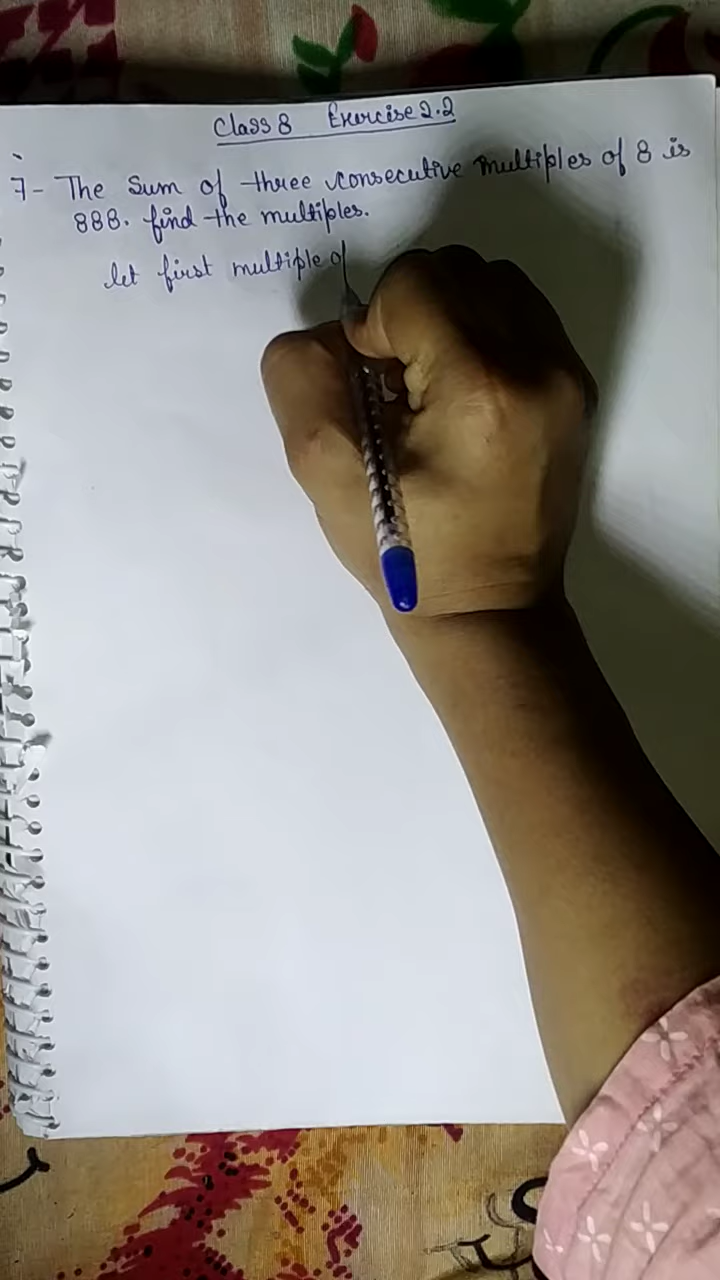 Class 8 Exercise 2.2
7- The Sum of three consecutive multiples of 8 is
888. find the multiples.
let first multiple of